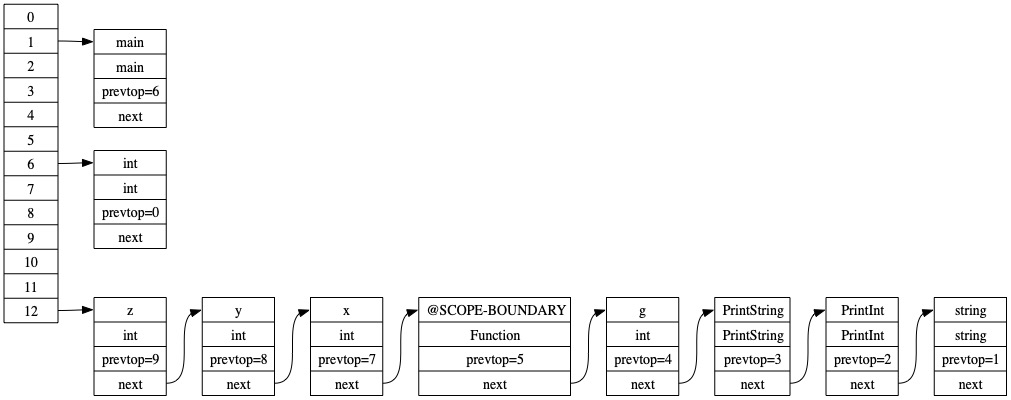 0
1
2
3
4
5
6
7
8
9
10
11
12
main
main
prevtop=6
next
int
int
prevtop=0
next
z
int
prevtop=9
next
y
int
prevtop=8
next
x
int
prevtop=7
next
@SCOPE-BOUNDARY
Function
prevtop=5
next
g
int
prevtop=4
next
PrintString
PrintString
prevtop=3
next
PrintInt
PrintInt
prevtop=2
next
string
string
prevtop=1
next